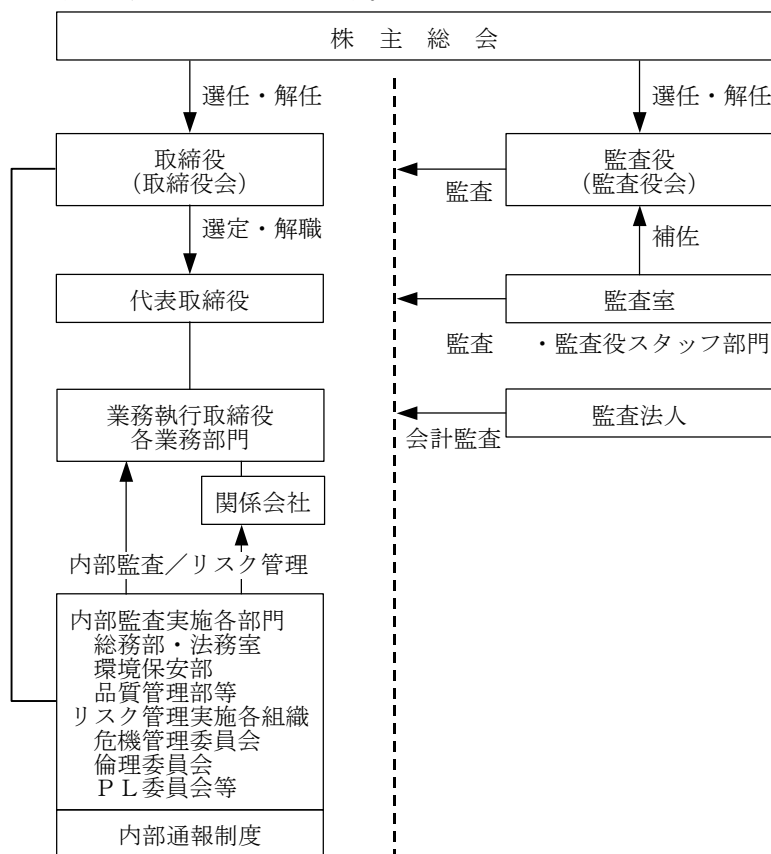 株主総会
選任・解任
選任・解任
取締役
(取締役会)
監査
監査役
(監査役会)
選定・解職
補佐
代表取締役
監査
監査室
・監査役スタッフ部門
業務執行取締役
各業務部門
会計監査
監査法人
関係会社
内部監査／リスク管理
内部監査実施各部門
総務部・法務室
環境保安部
品質管理部等
リスク管理実施各組織
危機管理委員会
倫理委員会
ＰＬ委員会等
内部通報制度